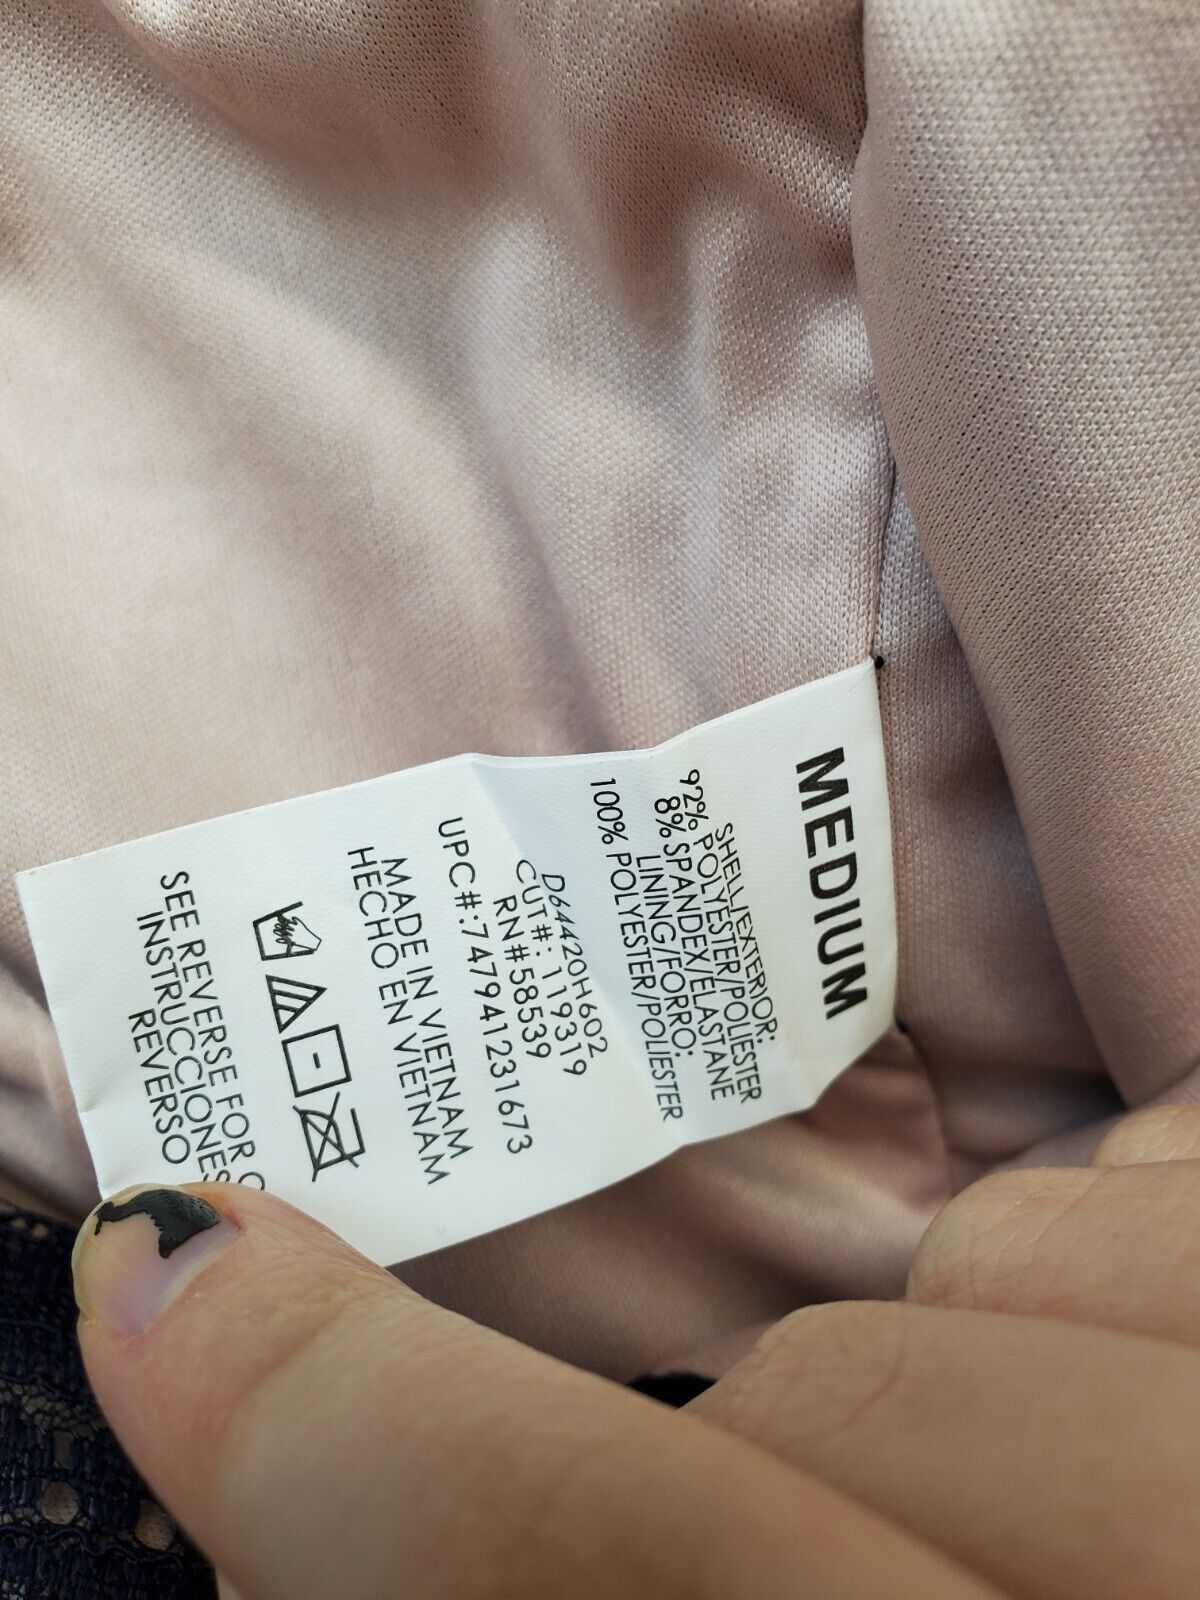 MEDIUM
SHELL/EXTERIOR:
92% POLYESTER/POLIESTER
8% SPANDEX/ELASTANE
LINING/FORRO:
100% POLYESTER/POLIESTER
D64420H602
CUT#: 119319
RN#58539
UPC#:747941231673
MADE IN VIETNAM
HECHO EN VIETNAM
SEE REVERSE FOR
INSTRUCCIONES
REVERSO